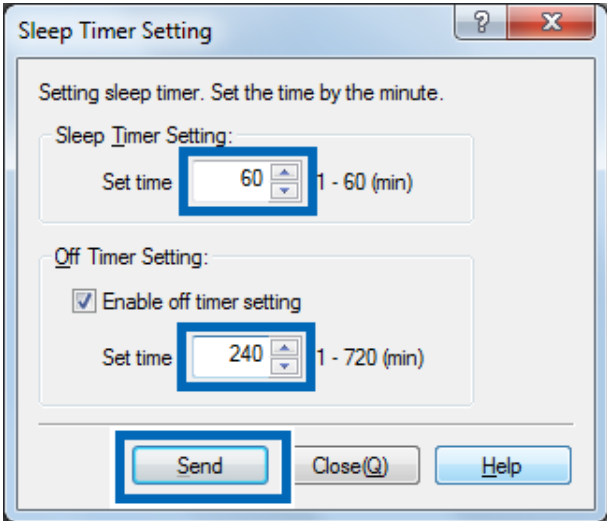 Sleep Timer Setting
Setting sleep timer. Set the time by the minute.
Sleep Timer Setting:
Set time 60 1 - 60 (min)
Off Timer Setting:
Enable off timer setting
Set time 240 1 - 720 (min)
Send Close(Q) Help